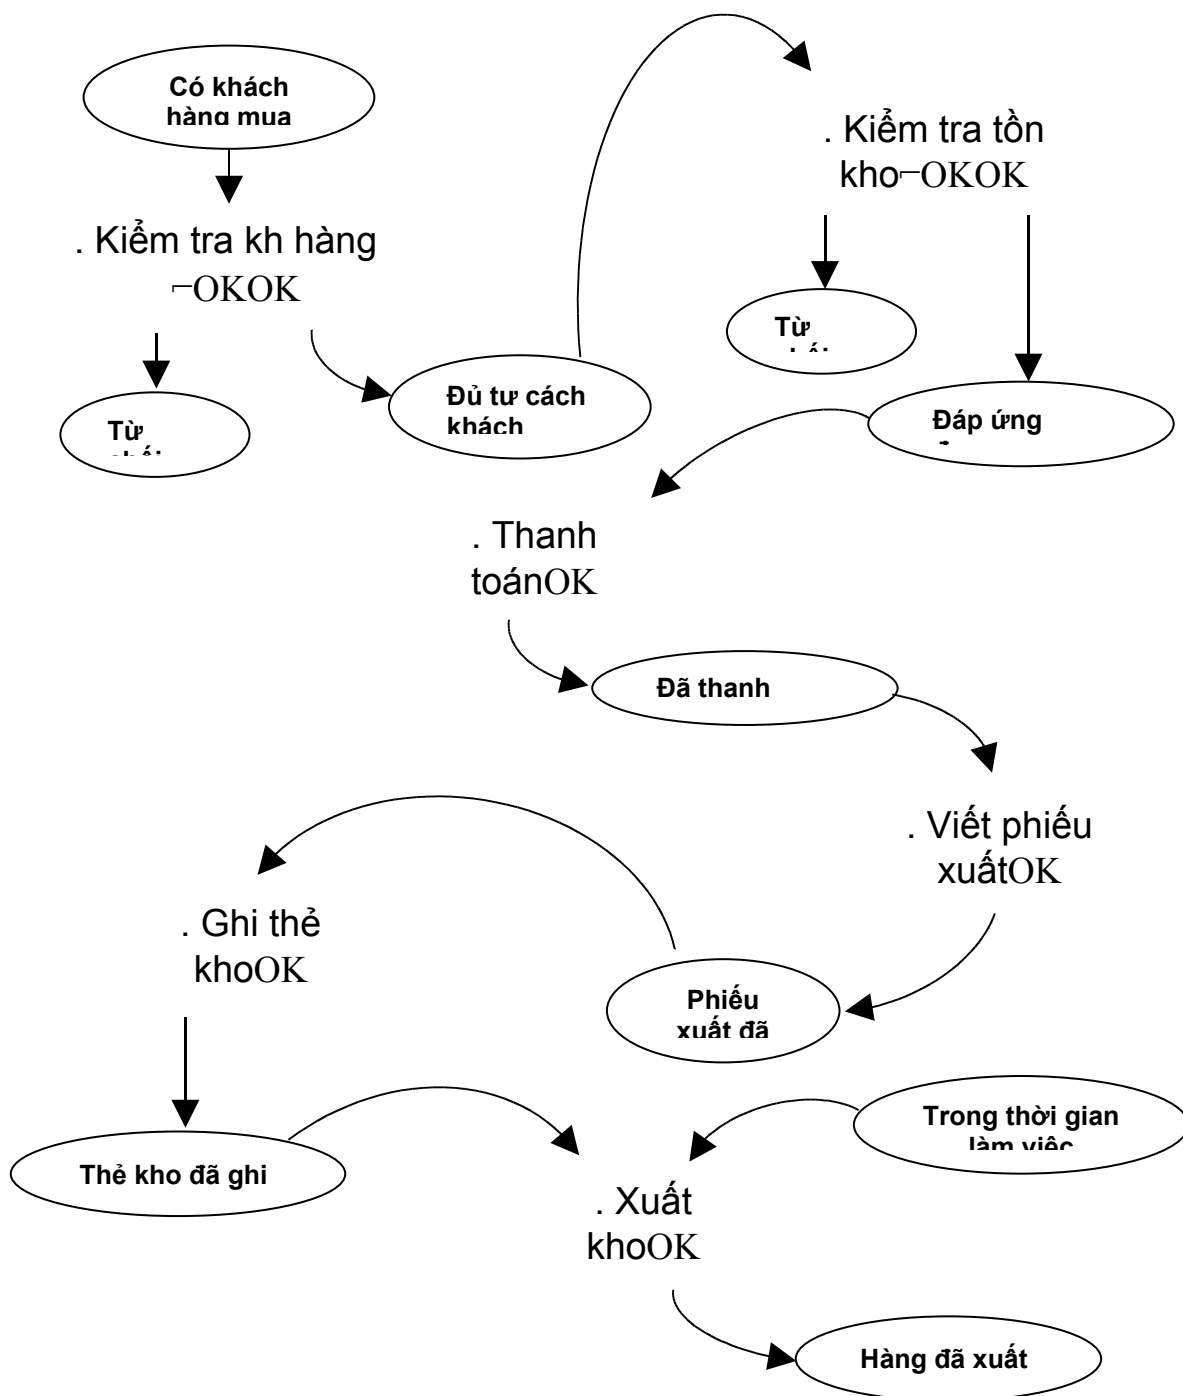 Có khách
hàng mua
. Kiểm tra kh hàng
¬OKOK
Từ
Đủ tư cách
khách
. Kiểm tra tồn
kho¬OKOK
Từ
Đáp ứng
. Thanh
toánOK
Đã thanh
. Viết phiếu
xuấtOK
Phiếu
xuất đã
. Ghi thẻ
khoOK
Thẻ kho đã ghi
Trong thời gian
làm việc
. Xuất
khoOK
Hàng đã xuất